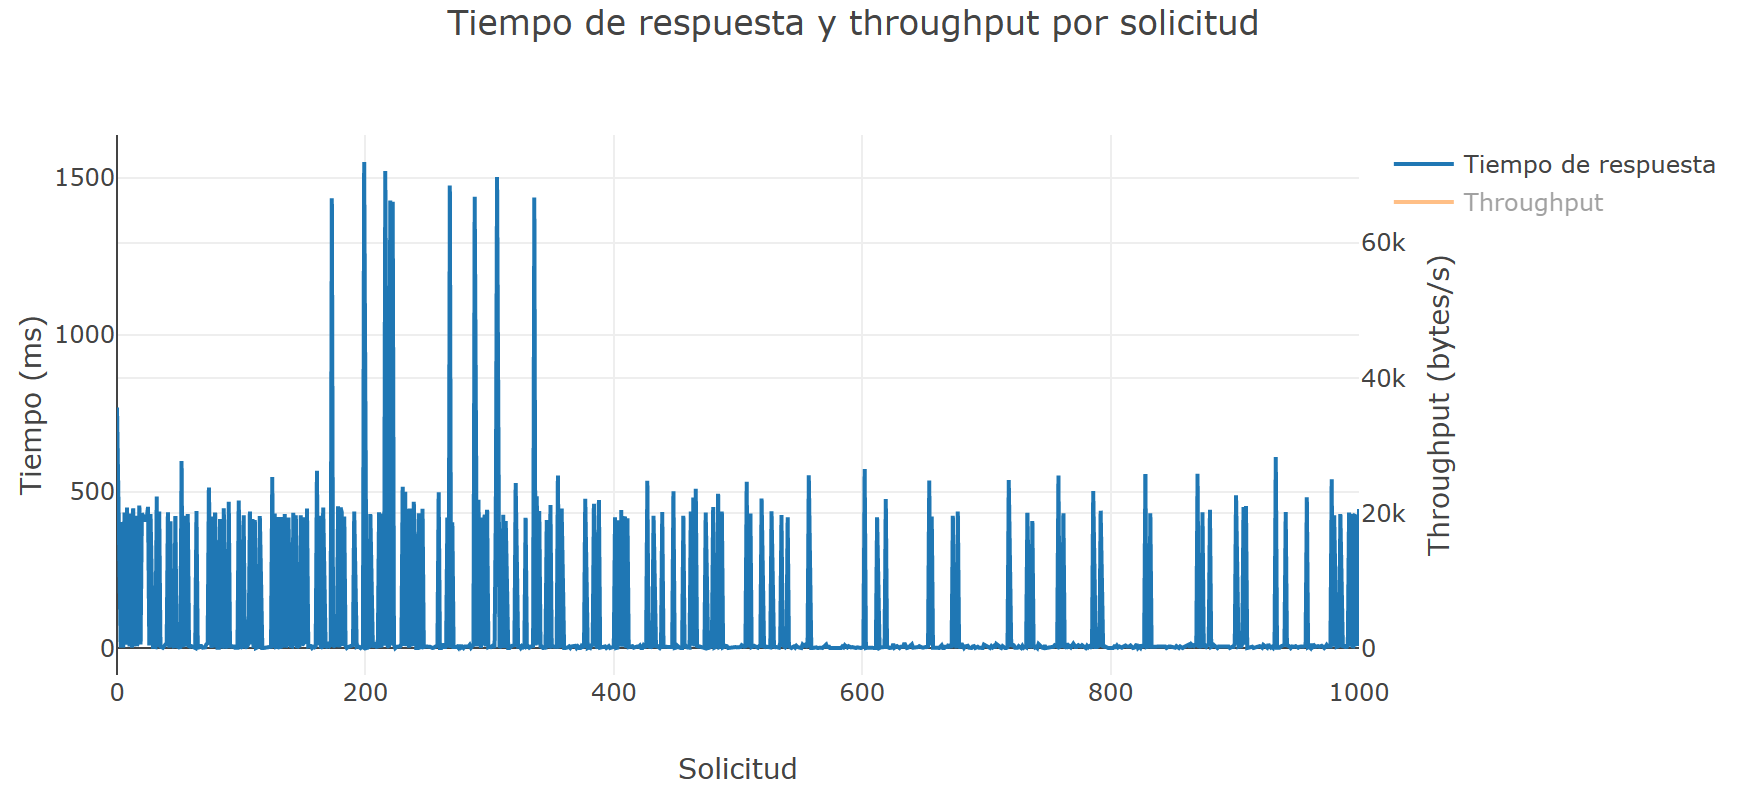 Tiempo de respuesta y throughput por solicitud
Tiempo de respuesta
Throughput
1500
1000
500
0
60k
40k
20k
0
Tiempo (ms)
Throughput (bytes/s)
0
200
400
600
800
1000
Solicitud